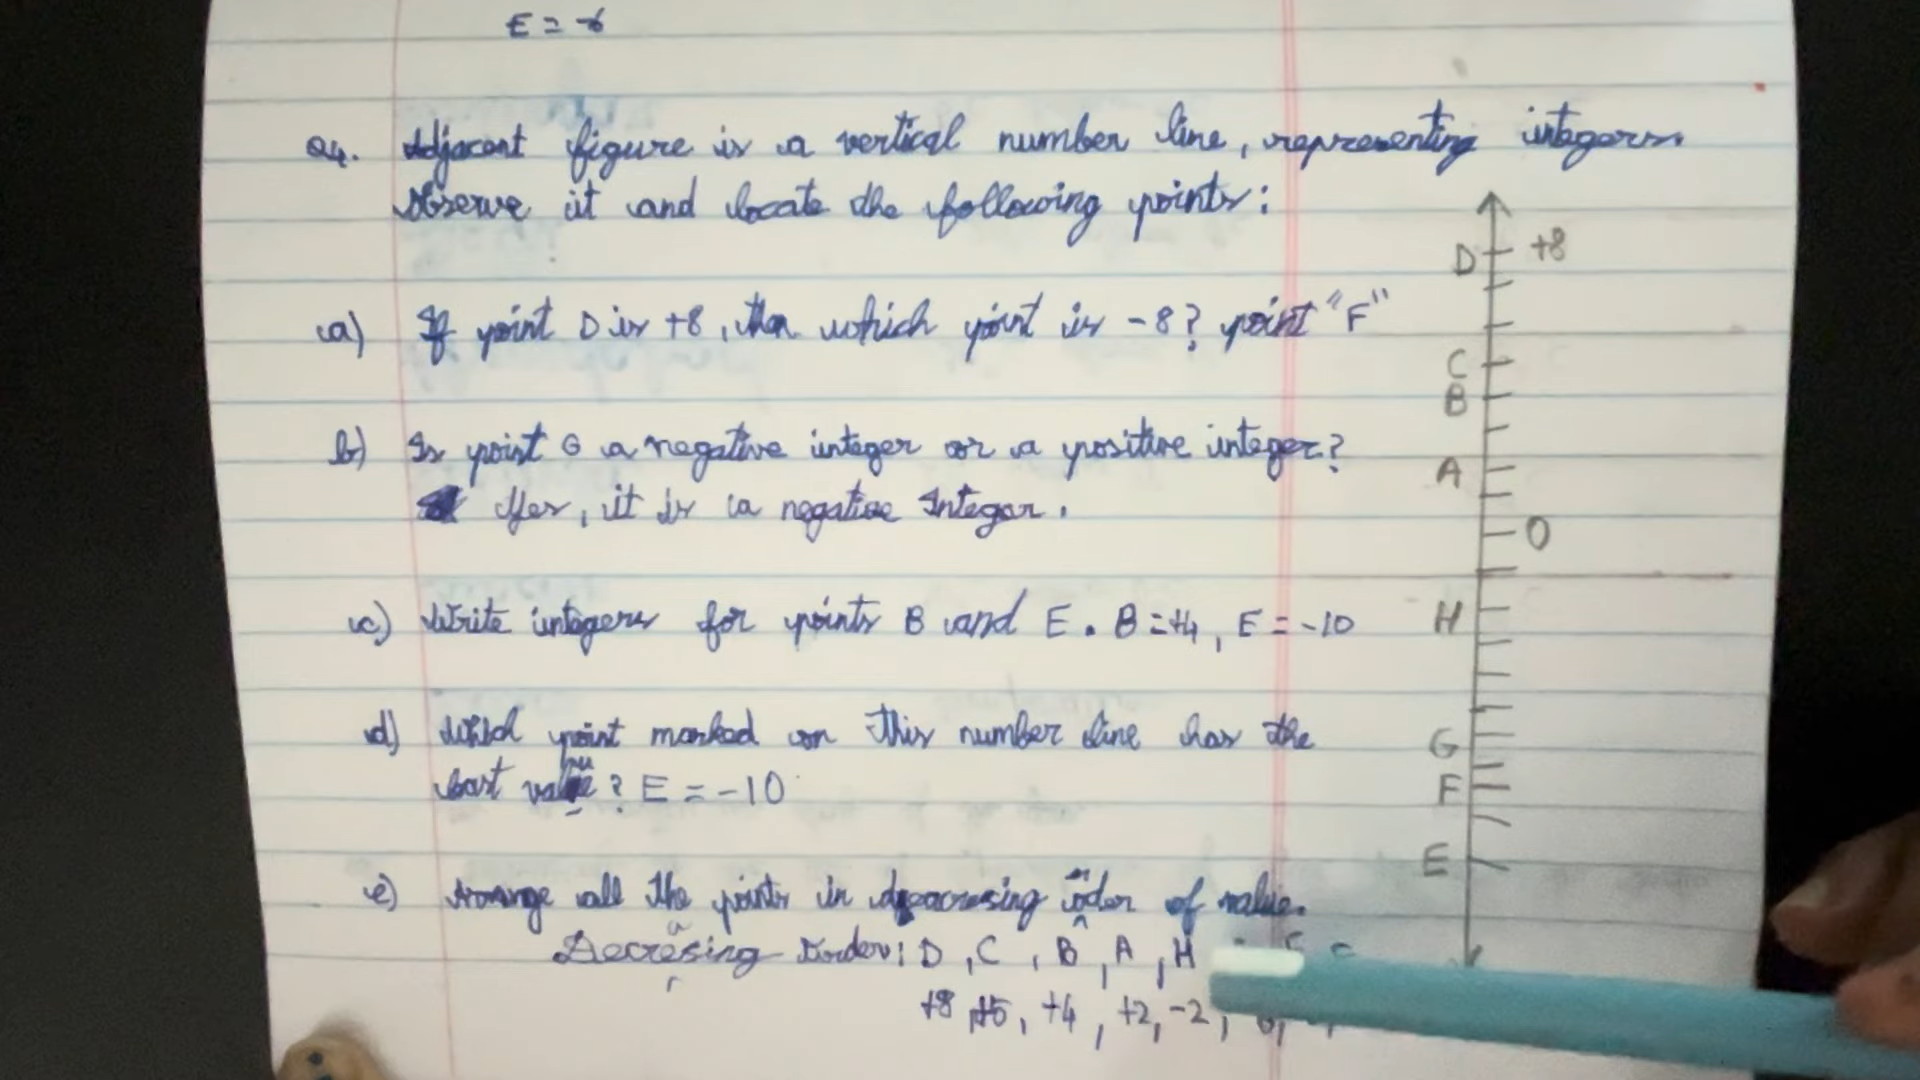 E = -6
Q4. Adjacent figure is a vertical number line, representing integers.
Observe it and locate the following points:
a) If point D is +8, then which point is -8? point "F"
b) Is point G a negative integer or a positive integer?
Yes, it is a negative Integer.
c) Write integers for points B and E. B = +4, E = -10
d) Which point marked on this number line has the
least value? E = -10
e) Arrange all the points in decreasing order of value.
Decreasing order: D, C, B, A, H
+8, +5, +4, +2, -2,
D +8
C
B
A
0
H
G
F
E